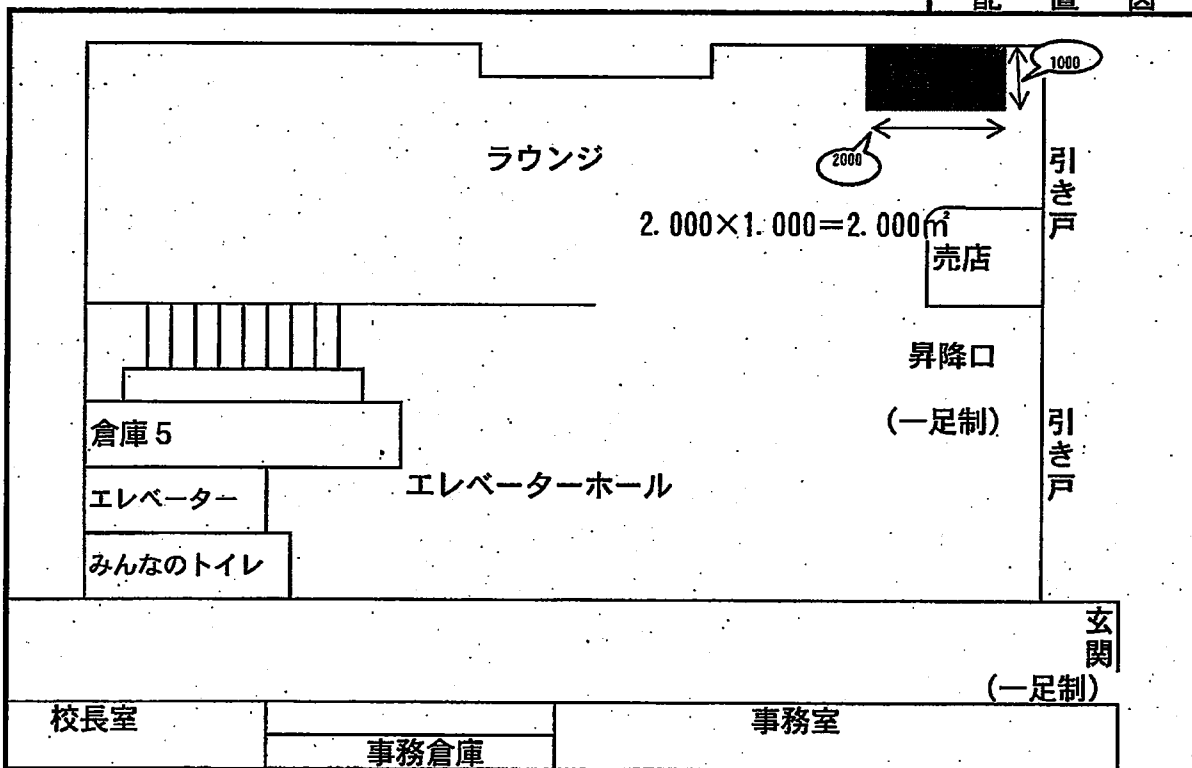 配置図
1000
2000
ラウンジ
引き戸
2.000×1.000=2.000㎡
売店
昇降口
(一足制)
引き戸
倉庫5
エレベーター
エレベーターホール
みんなのトイレ
玄関
(一足制)
校長室
事務倉庫
事務室